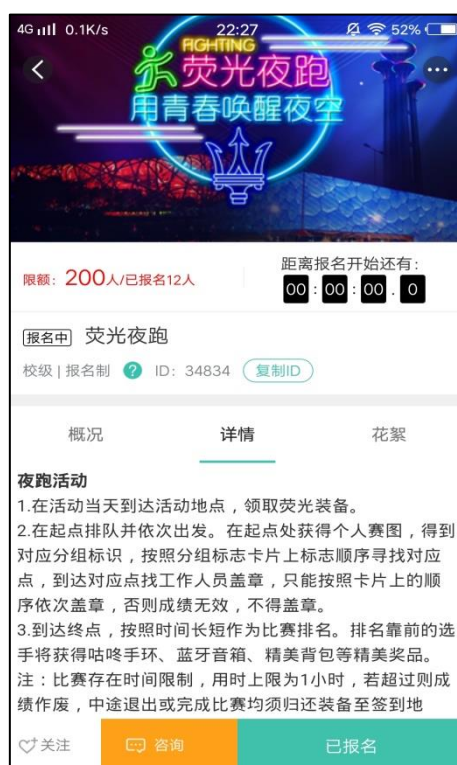 4G 0.1K/s 22:27 52%
FIGHTING
荧光夜跑
用青春唤醒夜空
限额：200人/已报名12人
距离报名开始还有：
00 : 00 : 00 . 0
报名中 荧光夜跑
校级 | 报名制 ? ID：34834 复制ID
概况 详情 花絮
夜跑活动
1.在活动当天到达活动地点，领取荧光装备。
2.在起点排队并依次出发。在起点处获得个人赛图，得到
对应分组标识，按照分组标志卡片上标志顺序寻找对应
点，到达对应点找工作人员盖章，只能按照卡片上的顺
序依次盖章，否则成绩无效，不得盖章。
3.到达终点，按照时间长短作为比赛排名。排名靠前的选
手将获得咕咚手环、蓝牙音箱、精美背包等精美奖品。
注：比赛存在时间限制，用时上限为1小时，若超过则成
绩作废，中途退出或完成比赛均须归还装备至签到地
关注 咨询 已报名